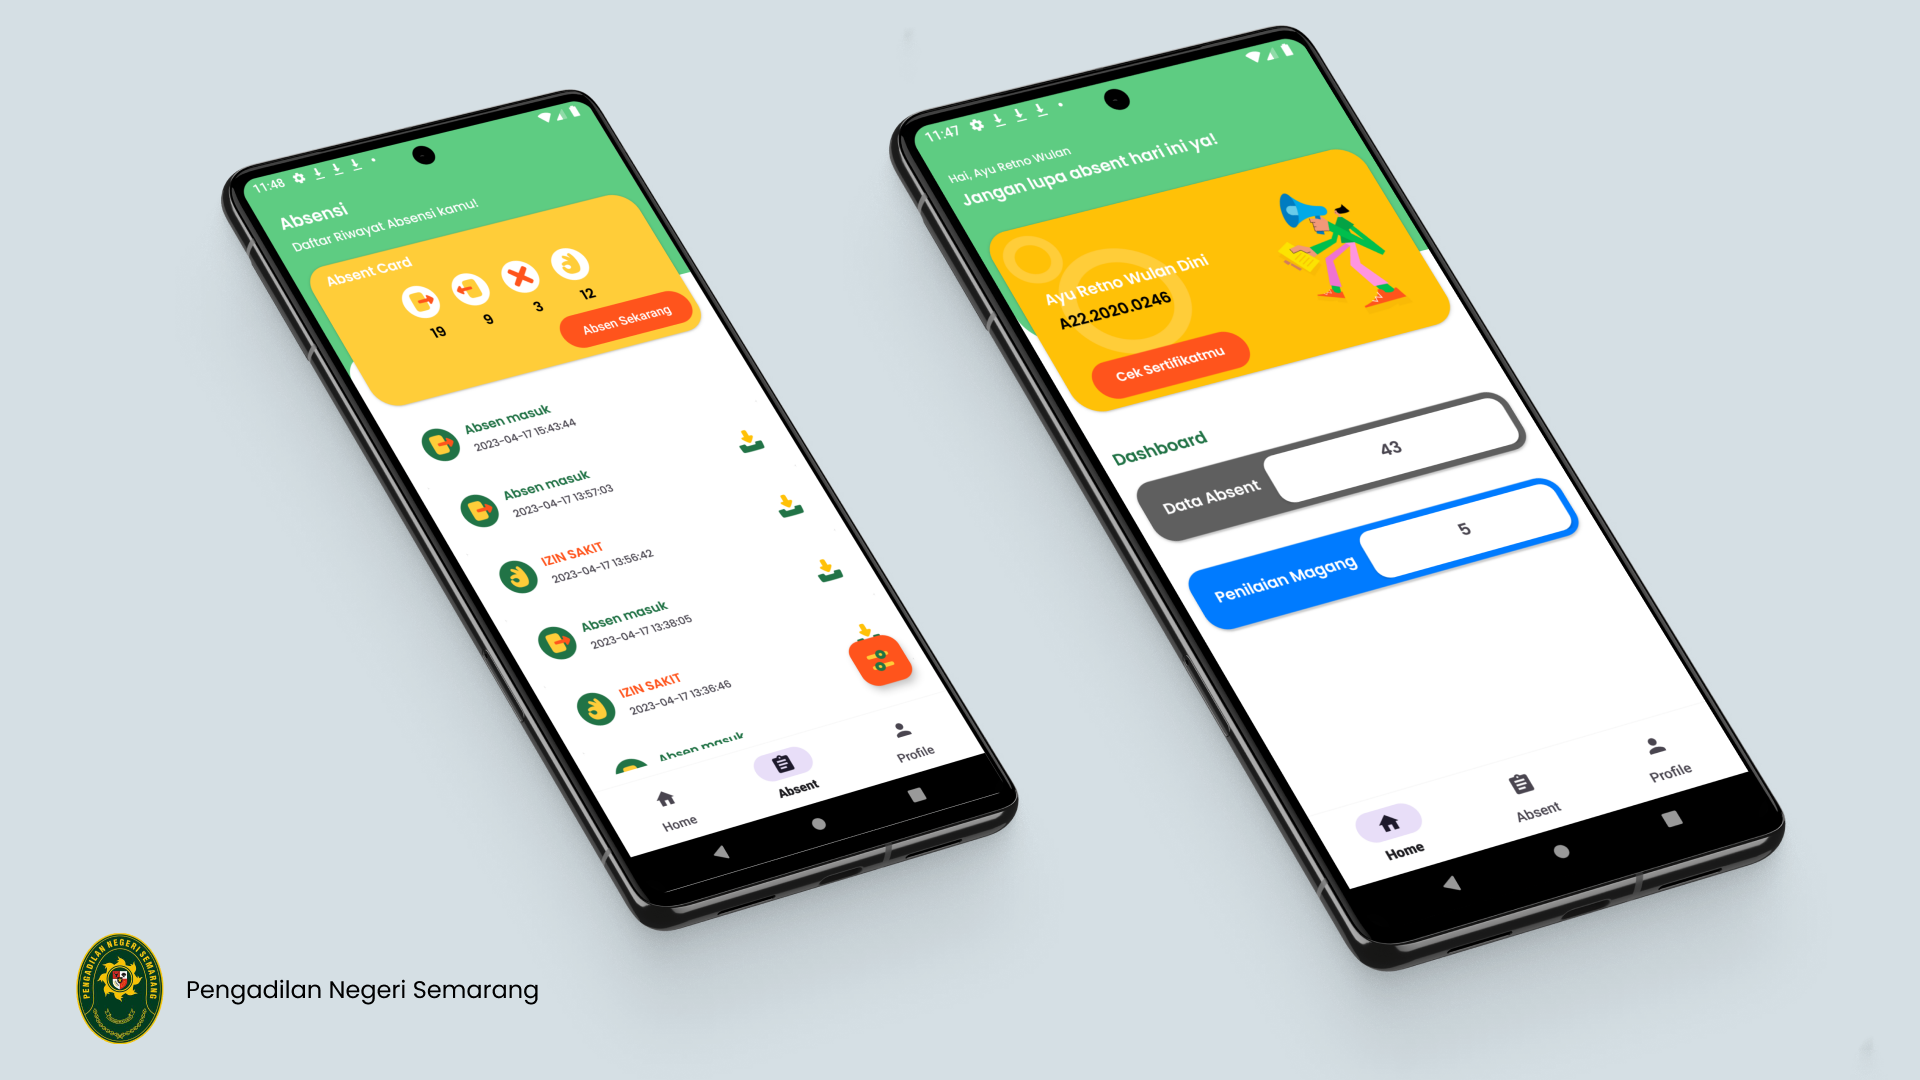 11:48
Absensi
Daftar Riwayat Absensi kamu!
Absent Card
19
9
3
12
Absen Sekarang
Absen masuk
2023-04-17 15:43:44
Absen masuk
2023-04-17 13:57:03
IZIN SAKIT
2023-04-17 13:56:42
Absen masuk
2023-04-17 13:38:05
IZIN SAKIT
2023-04-17 13:36:46
Absen masuk
Home
Absent
Profile
11:47
Hai, Ayu Retno Wulan
Jangan lupa absent hari ini ya!
Ayu Retno Wulan Dini
A22.2020.0246
Cek Sertifikatmu
Dashboard
Data Absent
43
Penilaian Magang
5
Home
Absent
Profile
PENGADILAN NEGERI SEMARANG
Pengadilan Negeri Semarang